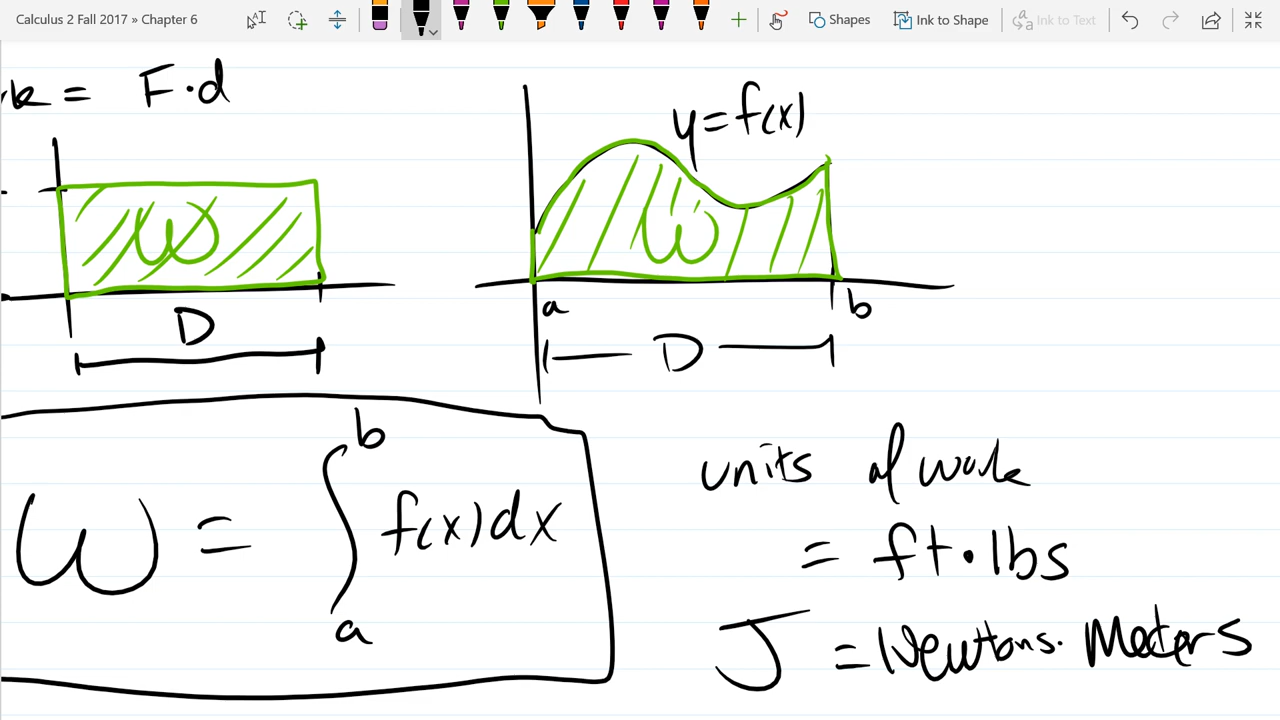 Calculus 2 Fall 2017 » Chapter 6
Shapes
Ink to Shape
Ink to Text
= F·d
y=f(x)
W
W
a
b
D
D
W = ∫ₐᵇ f(x)dx
units of work
= ft·lbs
J = Newtons·Meters